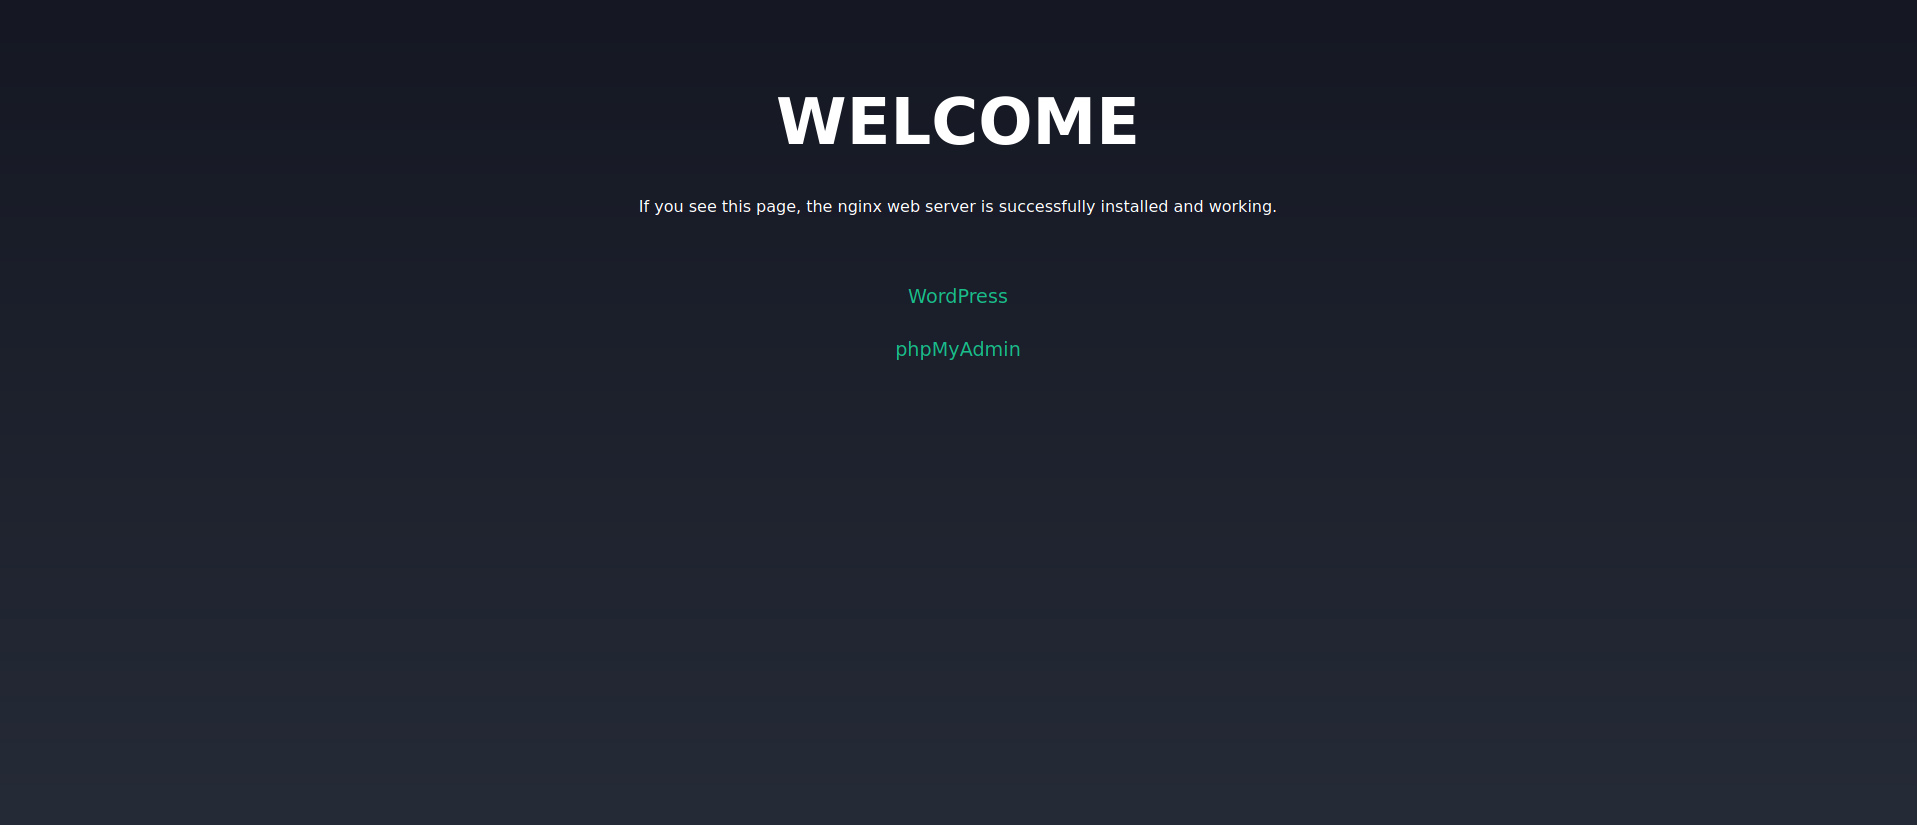 WELCOME
If you see this page, the nginx web server is successfully installed and working.
WordPress
phpMyAdmin